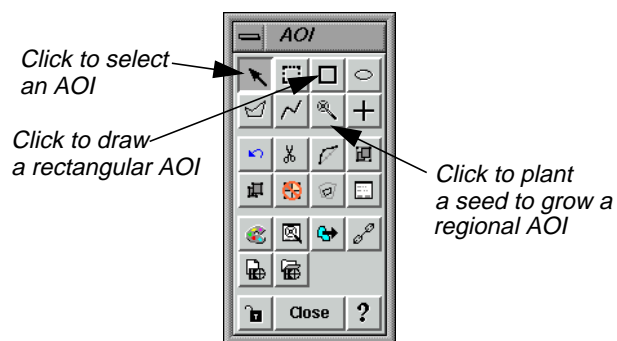 AOI
Click to select
an AOI
Click to draw
a rectangular AOI
Click to plant
a seed to grow a
regional AOI
Close
?